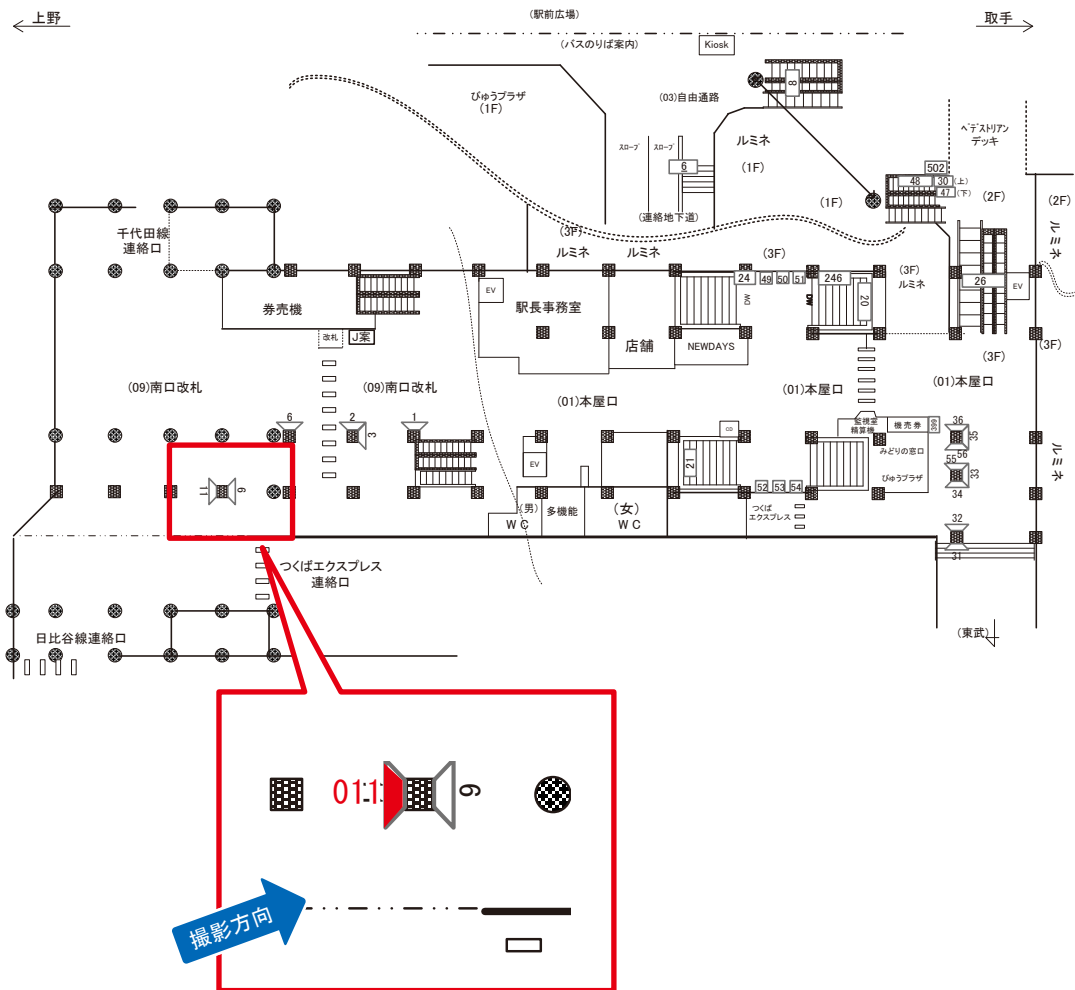 上野
(駅前広場)
取手
(バスのりば案内)
Kiosk
びゅうプラザ
(1F)
(03)自由通路
8
スロープ
スロープ
6
ルミネ
(1F)
ペデストリアン
デッキ
502
48
30
(上)
47
(下)
(1F)
(2F)
(2F)
ルミネ
(連絡地下道)
千代田線
連絡口
(3F)
ルミネ
ルミネ
(3F)
(3F)
ルミネ
24
49
50
51
246
20
26
EV
EV
DW
DW
券売機
駅長事務室
改札
J案
店舗
NEWDAYS
(3F)
(3F)
(09)南口改札
(09)南口改札
(01)本屋口
(01)本屋口
(01)本屋口
6
2
3
1
CD
監視室
精算機
機売券
399
36
35
みどりの窓口
55
56
33
34
びゅうプラザ
ルミネ
EV
21
11
9
52
53
54
(男)
WC
多機能
(女)
WC
つくば
エクスプレス
32
31
つくばエクスプレス
連絡口
日比谷線連絡口
(東武)
011
9
撮影方向